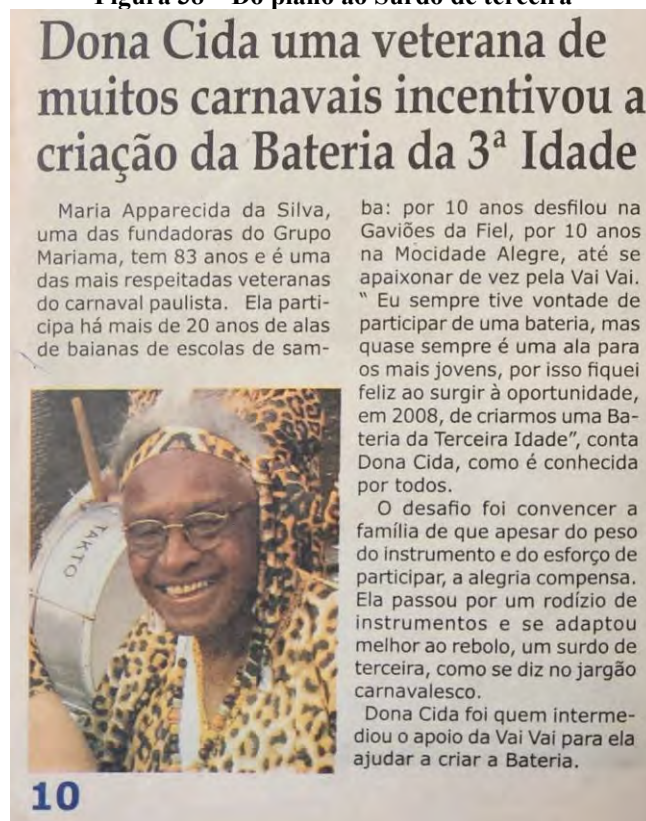 Figura 38 – Do piano ao Surdo de terceira
Dona Cida uma veterana de
muitos carnavais incentivou a
criação da Bateria da 3ª Idade
Maria Apparecida da Silva,
uma das fundadoras do Grupo
Mariama, tem 83 anos e é uma
das mais respeitadas veteranas
do carnaval paulista. Ela parti-
cipa há mais de 20 anos de alas
de baianas de escolas de sam-
ba: por 10 anos desfilou na
Gaviões da Fiel, por 10 anos
na Mocidade Alegre, até se
apaixonar de vez pela Vai Vai.
" Eu sempre tive vontade de
participar de uma bateria, mas
quase sempre é uma ala para
os mais jovens, por isso fiquei
feliz ao surgir à oportunidade,
em 2008, de criarmos uma Ba-
teria da Terceira Idade", conta
Dona Cida, como é conhecida
por todos.
O desafio foi convencer a
família de que apesar do peso
do instrumento e do esforço de
participar, a alegria compensa.
Ela passou por um rodízio de
instrumentos e se adaptou
melhor ao rebolo, um surdo de
terceira, como se diz no jargão
carnavalesco.
Dona Cida foi quem interme-
diou o apoio da Vai Vai para ela
ajudar a criar a Bateria.
TAKTO
10